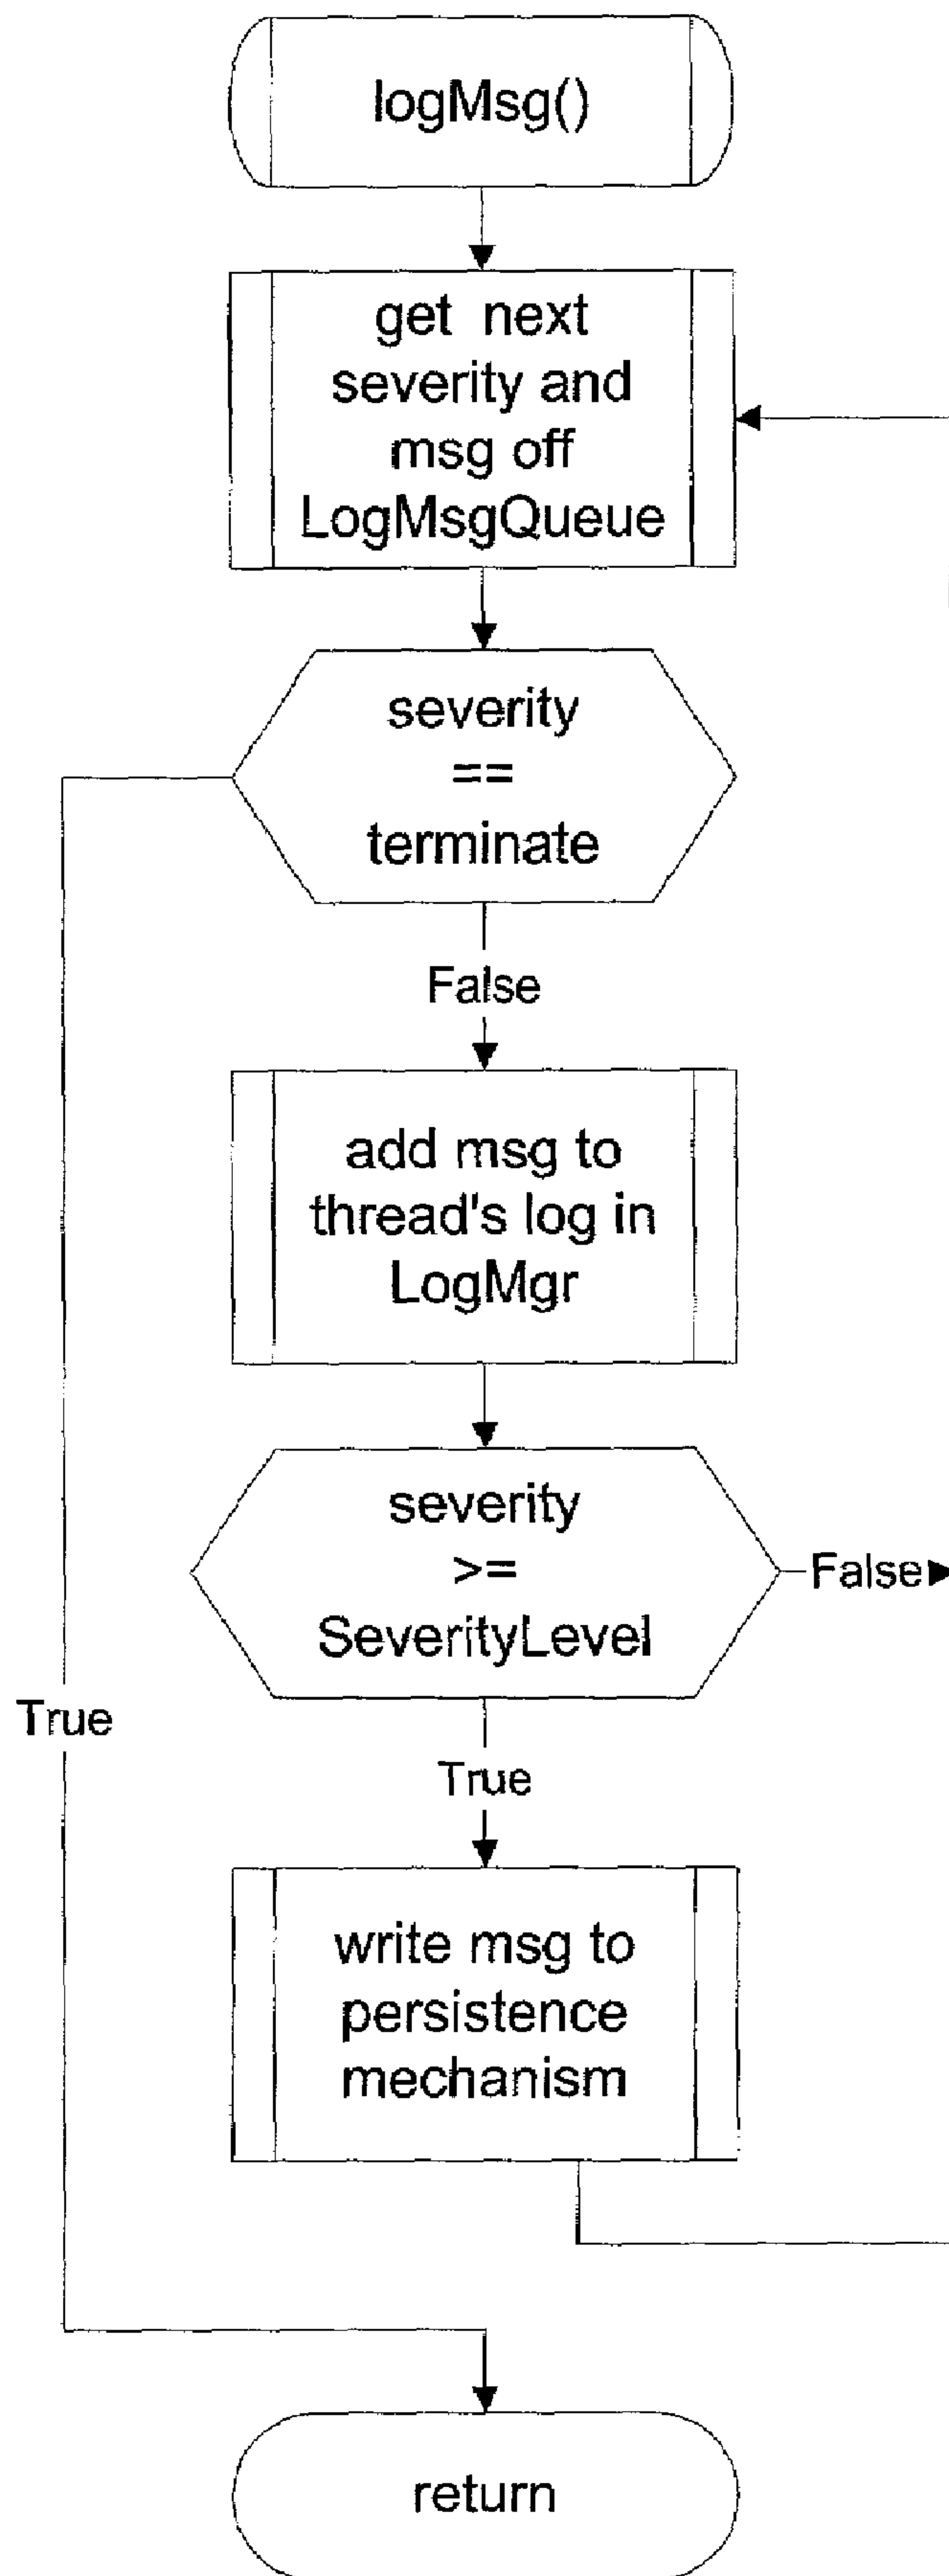 logMsg()
get next
severity and
msg off
LogMsgQueue
severity
==
terminate
False
add msg to
thread's log in
LogMgr
severity
>=
SeverityLevel
False
True
True
write msg to
persistence
mechanism
return